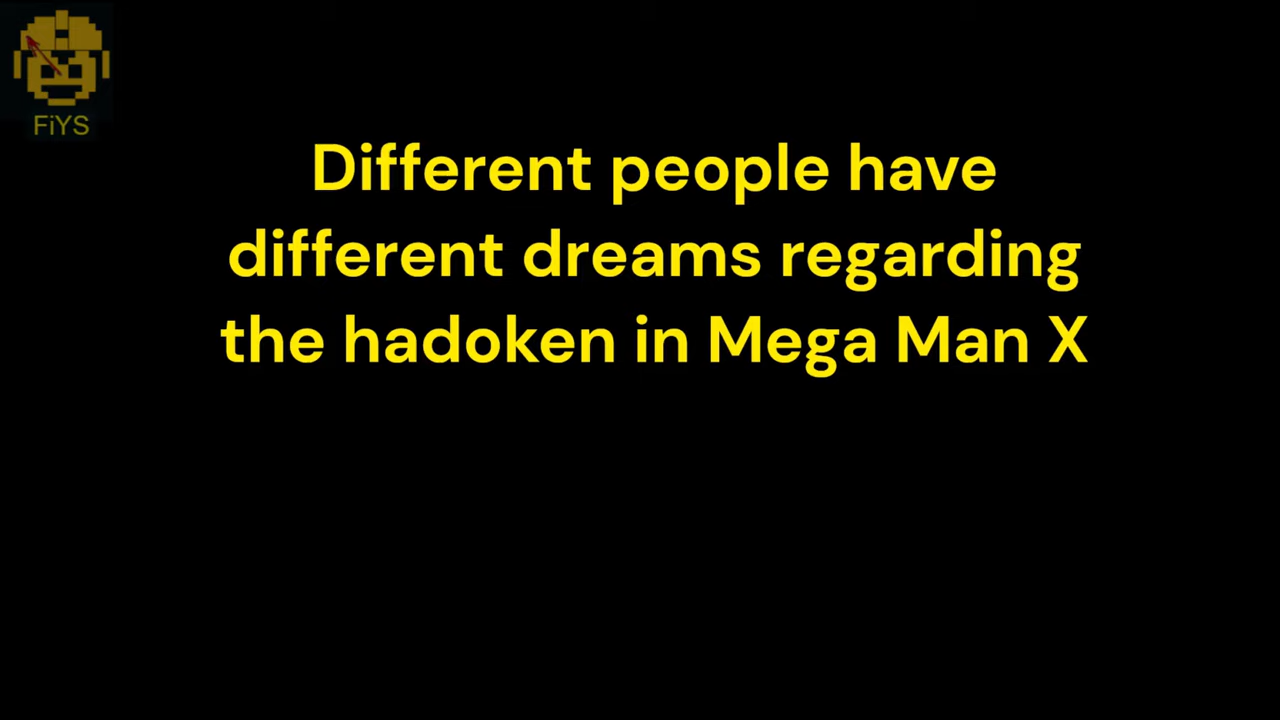 FiYS
Different people have
different dreams regarding
the hadoken in Mega Man X